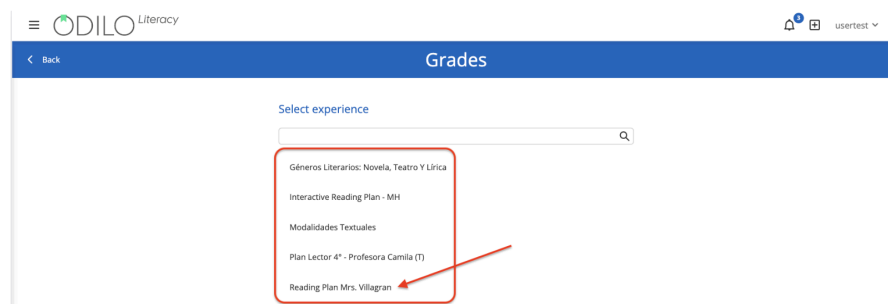 ODILO Literacy
3
usertest
Back
Grades
Select experience
Géneros Literarios: Novela, Teatro Y Lírica
Interactive Reading Plan - MH
Modalidades Textuales
Plan Lector 4° - Profesora Camila (T)
Reading Plan Mrs. Villagran